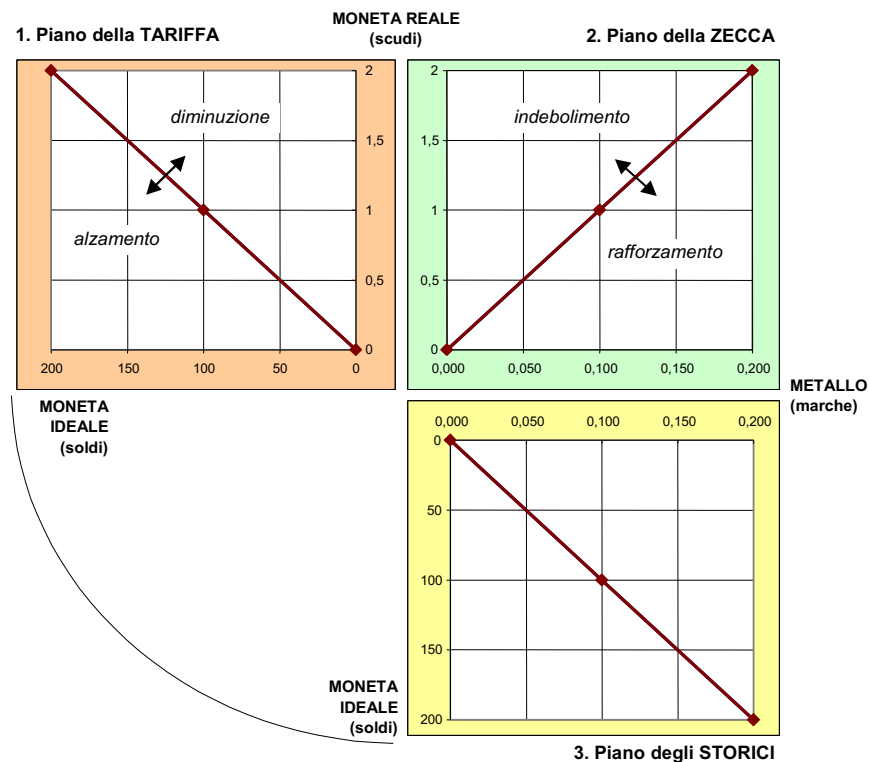 MONETA REALE
(scudi)
1. Piano della TARIFFA
2. Piano della ZECCA
2
1,5
1
0,5
0
diminuzione
alzamento
200 150 100 50 0
2
1,5
1
0,5
0
indebolimento
rafforzamento
0,000 0,050 0,100 0,150 0,200
METALLO
(marche)
MONETA
IDEALE
(soldi)
0,000 0,050 0,100 0,150 0,200
0
50
100
150
200
MONETA
IDEALE
(soldi)
3. Piano degli STORICI